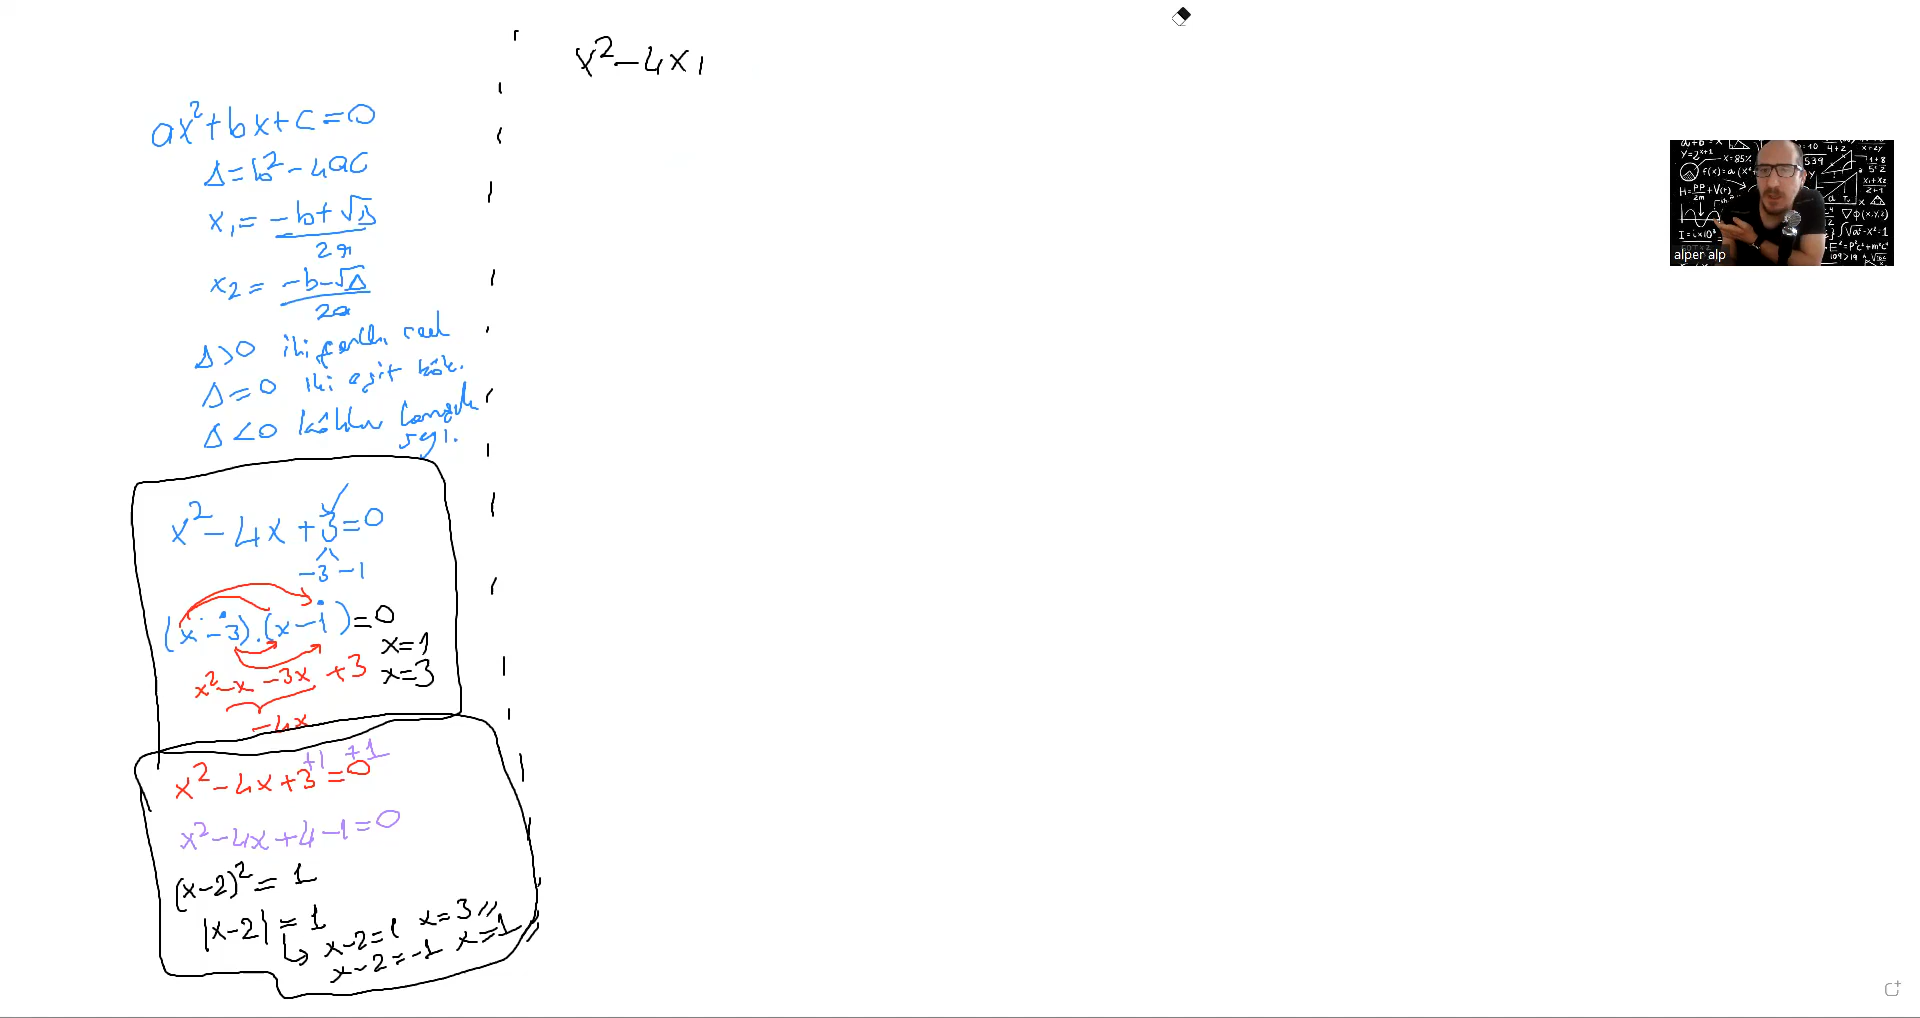 ax²+bx+c=0
Δ=b²-4ac
x₁=(-b+√Δ)/2a
x₂=(-b-√Δ)/2a
Δ>0 iki farklı reel
Δ=0 iki eşit kök.
Δ<0 kökler
sayı.
x²-4x+3=0
-3 -1
(x-3).(x-1)=0
x=1
x²-x-3x+3 x=3
-4x
+1 +1
x²-4x+3=0
x²-4x+4-1=0
(x-2)²=1
|x-2|=1
x-2=1 x=3
x-2=-1 x=1
x²-4x
alper alp